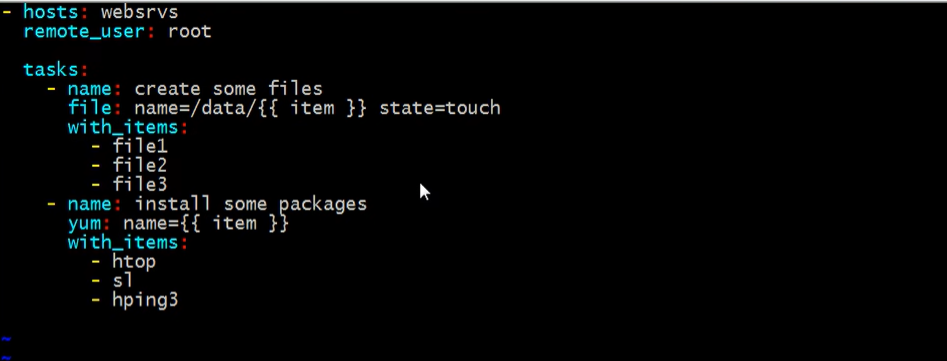 - hosts: websrvs
  remote_user: root

  tasks:
    - name: create some files
      file: name=/data/{{ item }} state=touch
      with_items:
        - file1
        - file2
        - file3
    - name: install some packages
      yum: name={{ item }}
      with_items:
        - htop
        - sl
        - hping3

~
~